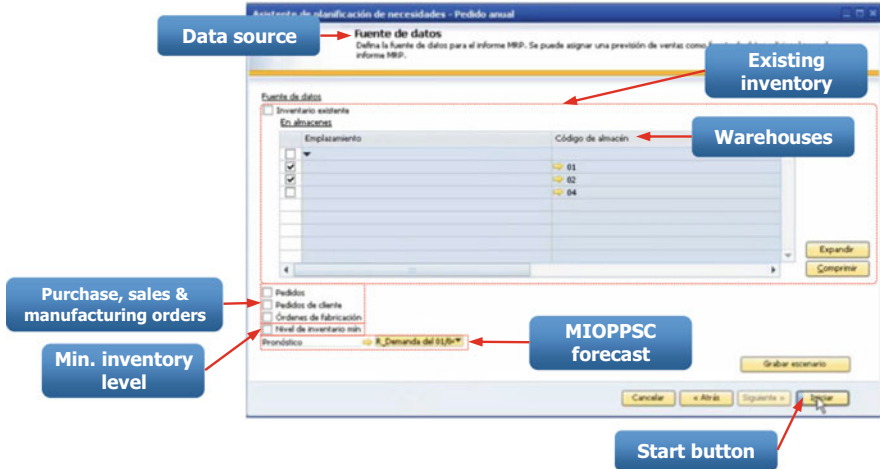 Asistente de planificación de necesidades - Pedido anual
Data source
Fuente de datos
Defina la fuente de datos para el informe MRP. Se puede asignar una previsión de ventas como
informe MRP.
Existing
inventory
Fuente de datos
Inventario existente
En almacenes
Emplazamiento
Código de almacén
Warehouses
01
02
04
Expandir
Comprimir
Purchase, sales &
manufacturing orders
Pedidos
Pedidos de cliente
Órdenes de fabricación
Nivel de inventario mín
Pronóstico
R_Demanda del 01/0
MIOPPSC
forecast
Min. inventory
level
Grabar escenario
Cancelar
« Atrás
Siguiente »
Iniciar
Start button